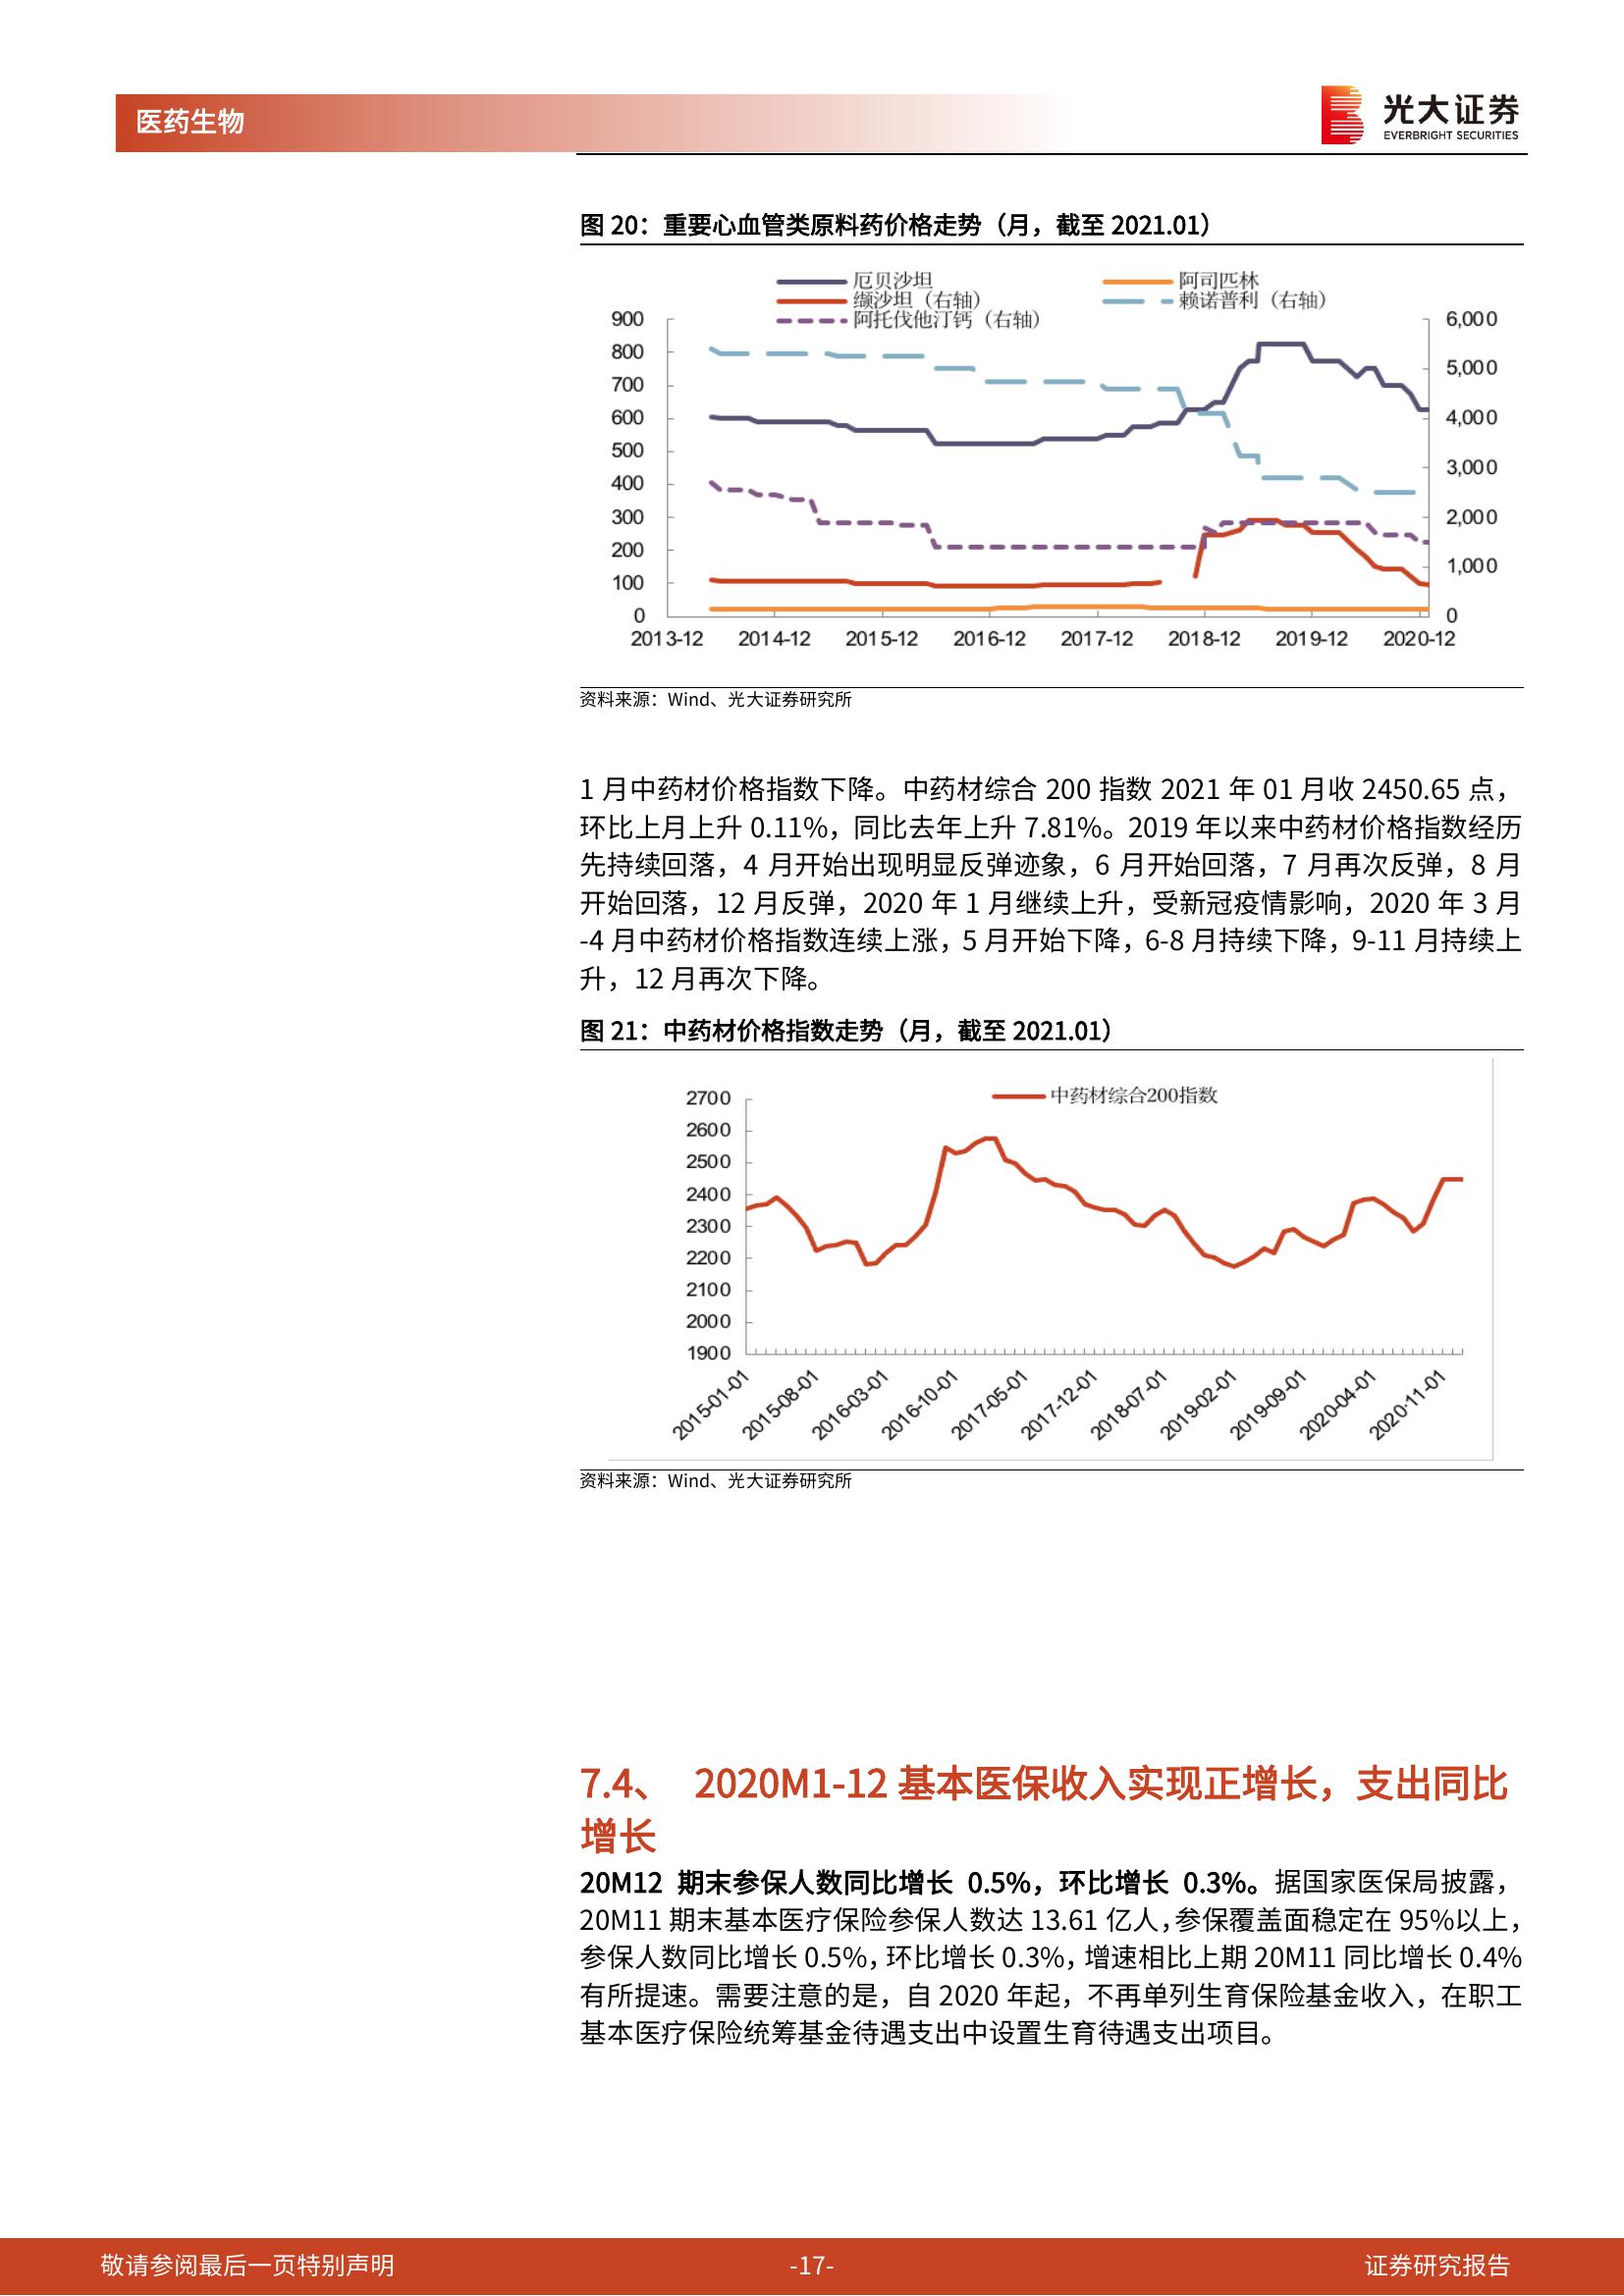 医药生物
光大证券
EVERBRIGHT SECURITIES
图 20：重要心血管类原料药价格走势（月，截至 2021.01）
厄贝沙坦
阿司匹林
缬沙坦（右轴）
赖诺普利（右轴）
阿托伐他汀钙（右轴）
900
800
700
600
500
400
300
200
100
0
6,000
5,000
4,000
3,000
2,000
1,000
0
2013-12 2014-12 2015-12 2016-12 2017-12 2018-12 2019-12 2020-12
资料来源：Wind、光大证券研究所
1 月中药材价格指数下降。中药材综合 200 指数 2021 年 01 月收 2450.65 点，
环比上月上升 0.11%，同比去年上升 7.81%。2019 年以来中药材价格指数经历
先持续回落，4 月开始出现明显反弹迹象，6 月开始回落，7 月再次反弹，8 月
开始回落，12 月反弹，2020 年 1 月继续上升，受新冠疫情影响，2020 年 3 月
-4 月中药材价格指数连续上涨，5 月开始下降，6-8 月持续下降，9-11 月持续上
升，12 月再次下降。
图 21：中药材价格指数走势（月，截至 2021.01）
中药材综合200指数
2700
2600
2500
2400
2300
2200
2100
2000
1900
2015-01-01 2015-08-01 2016-03-01 2016-10-01 2017-05-01 2017-12-01 2018-07-01 2019-02-01 2019-09-01 2020-04-01 2020-11-01
资料来源：Wind、光大证券研究所
7.4、 2020M1-12 基本医保收入实现正增长，支出同比
增长
20M12 期末参保人数同比增长 0.5%，环比增长 0.3%。据国家医保局披露，
20M11 期末基本医疗保险参保人数达 13.61 亿人，参保覆盖面稳定在 95%以上，
参保人数同比增长 0.5%，环比增长 0.3%，增速相比上期 20M11 同比增长 0.4%
有所提速。需要注意的是，自 2020 年起，不再单列生育保险基金收入，在职工
基本医疗保险统筹基金待遇支出中设置生育待遇支出项目。
敬请参阅最后一页特别声明
-17-
证券研究报告